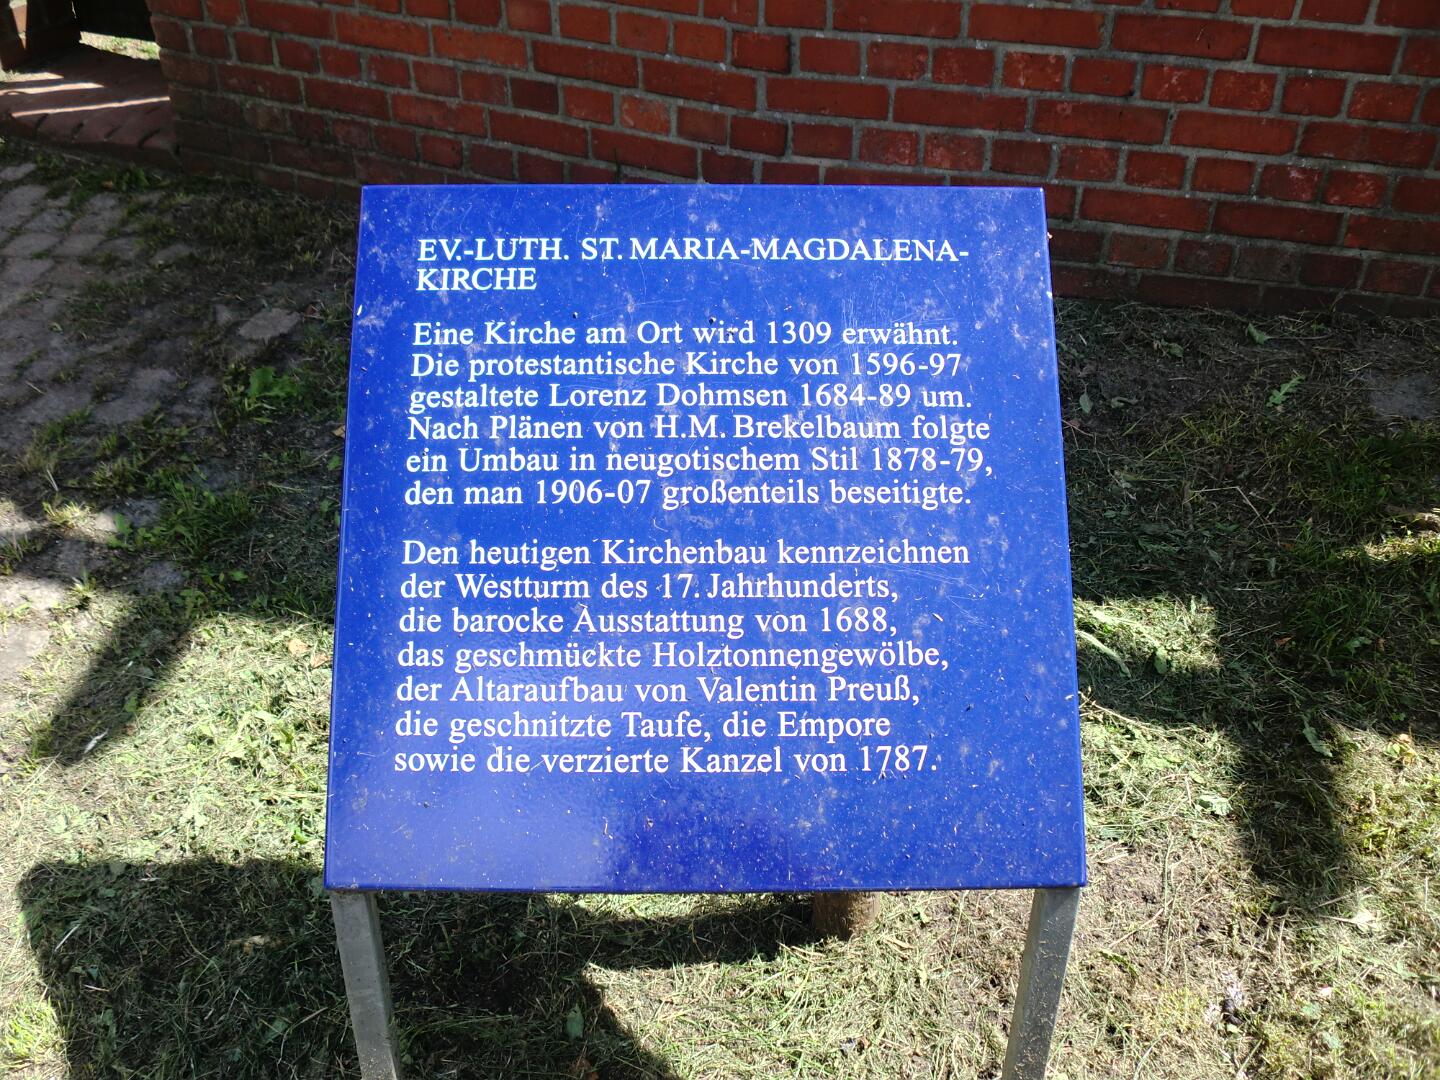 EV.-LUTH. ST. MARIA-MAGDALENA-
KIRCHE
Eine Kirche am Ort wird 1309 erwähnt.
Die protestantische Kirche von 1596-97
gestaltete Lorenz Dohmsen 1684-89 um.
Nach Plänen von H.M. Brekelbaum folgte
ein Umbau in neugotischem Stil 1878-79,
den man 1906-07 großenteils beseitigte.
Den heutigen Kirchenbau kennzeichnen
der Westturm des 17. Jahrhunderts,
die barocke Ausstattung von 1688,
das geschmückte Holztonnengewölbe,
der Altaraufbau von Valentin Preuß,
die geschnitzte Taufe, die Empore
sowie die verzierte Kanzel von 1787.